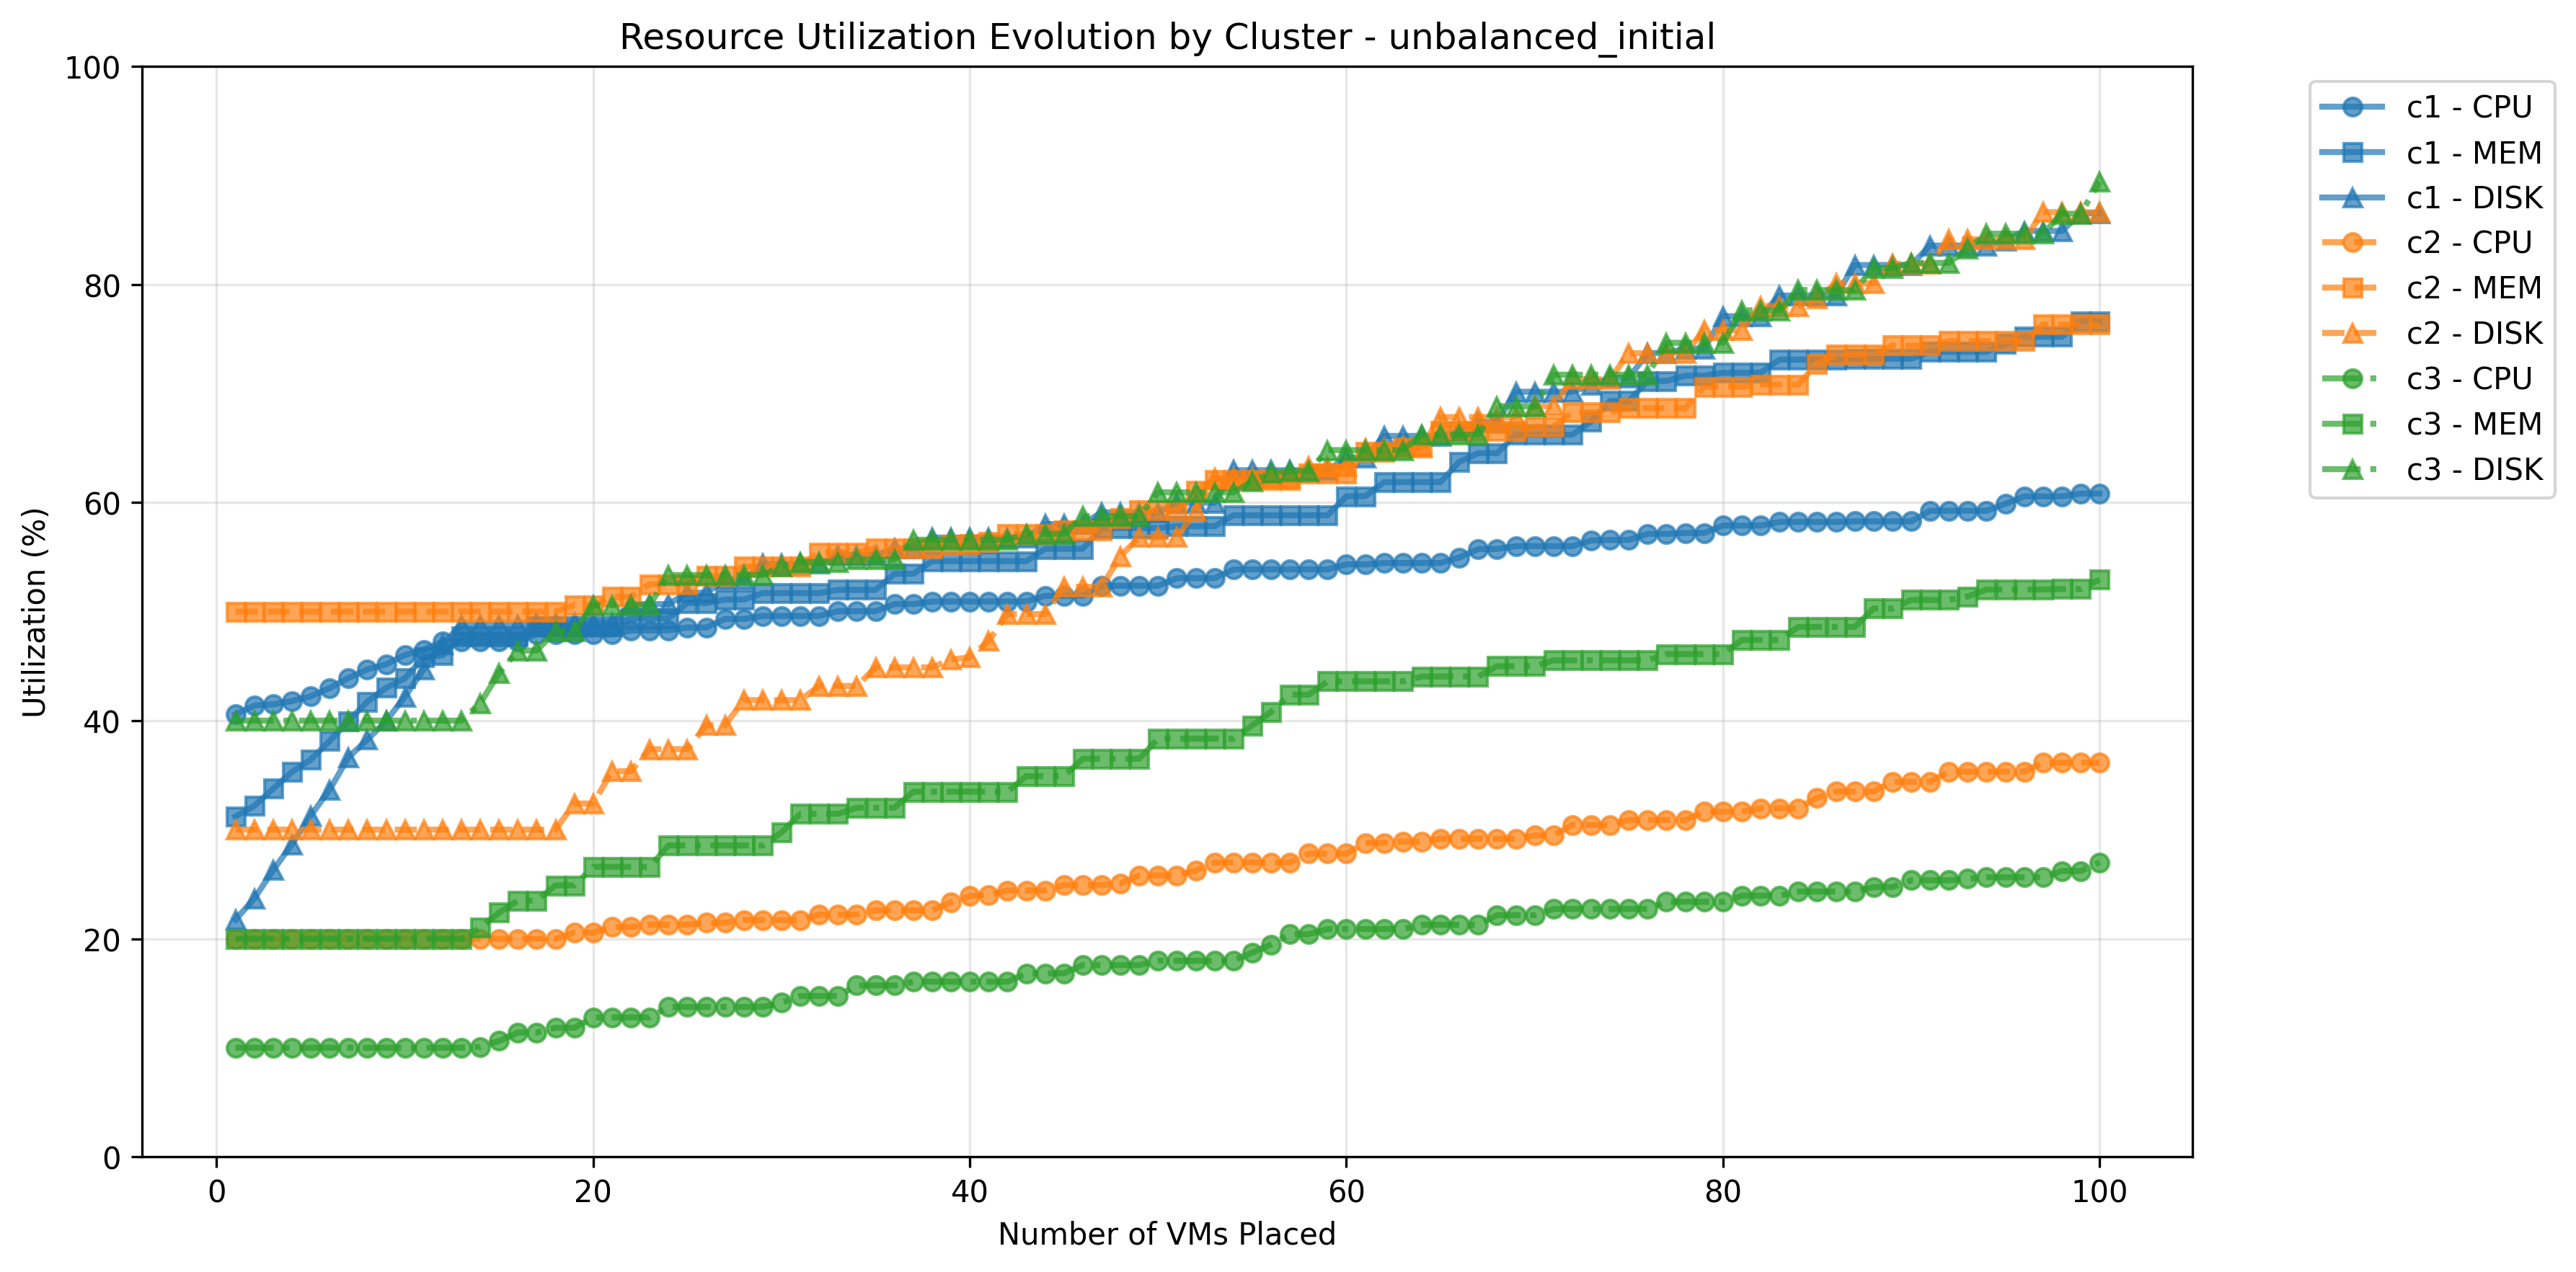 Resource Utilization Evolution by Cluster - unbalanced_initial
100
80
60
40
20
0
Utilization (%)
0 20 40 60 80 100
Number of VMs Placed
c1 - CPU
c1 - MEM
c1 - DISK
c2 - CPU
c2 - MEM
c2 - DISK
c3 - CPU
c3 - MEM
c3 - DISK